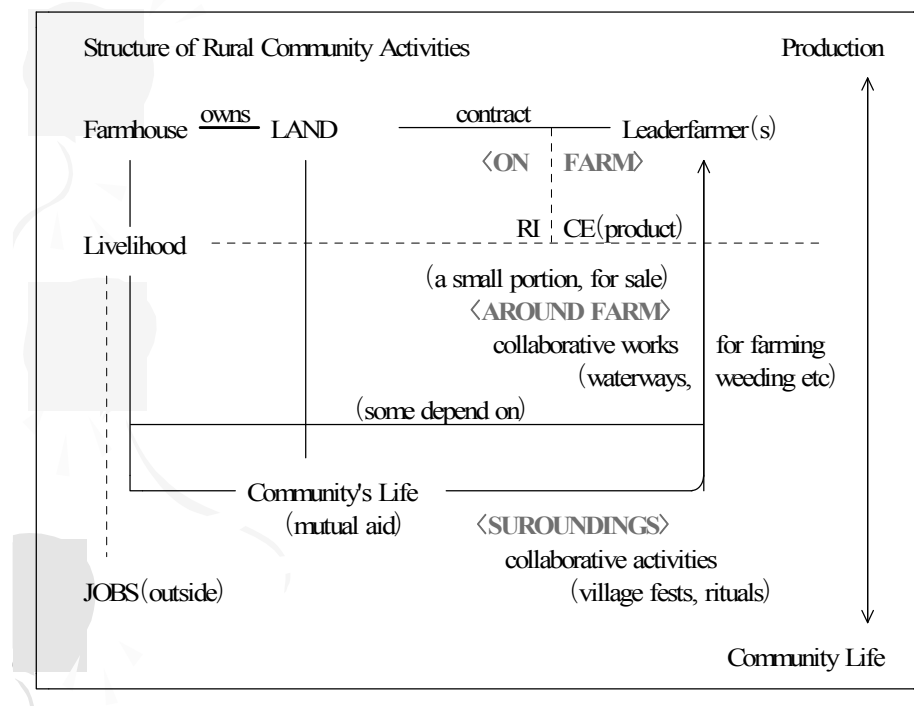 Structure of Rural Community Activities
Production
owns
contract
Farmhouse
LAND
Leaderfarmer(s)
〈ON FARM〉
Livelihood
RI CE(product)
(a small portion, for sale)
〈AROUND FARM〉
collaborative works for farming
(waterways, weeding etc)
(some depend on)
Community's Life
(mutual aid)
〈SUROUNDINGS〉
collaborative activities
JOBS(outside)
(village fests, rituals)
Community Life